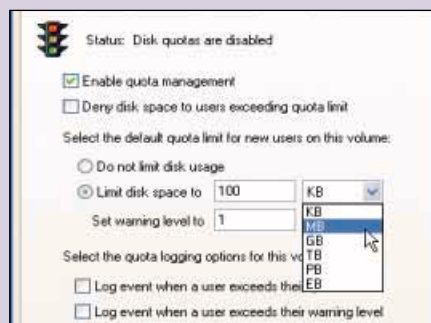 Status: Disk quotas are disabled
Enable quota management
Deny disk space to users exceeding quota limit
Select the default quota limit for new users on this volume:
Do not limit disk usage
Limit disk space to 100 KB
KB
Set warning level to 1
MB
GB
Select the quota logging options for this vo
TB
PB
EB
Log event when a user exceeds their
Log event when a user exceeds their warning level